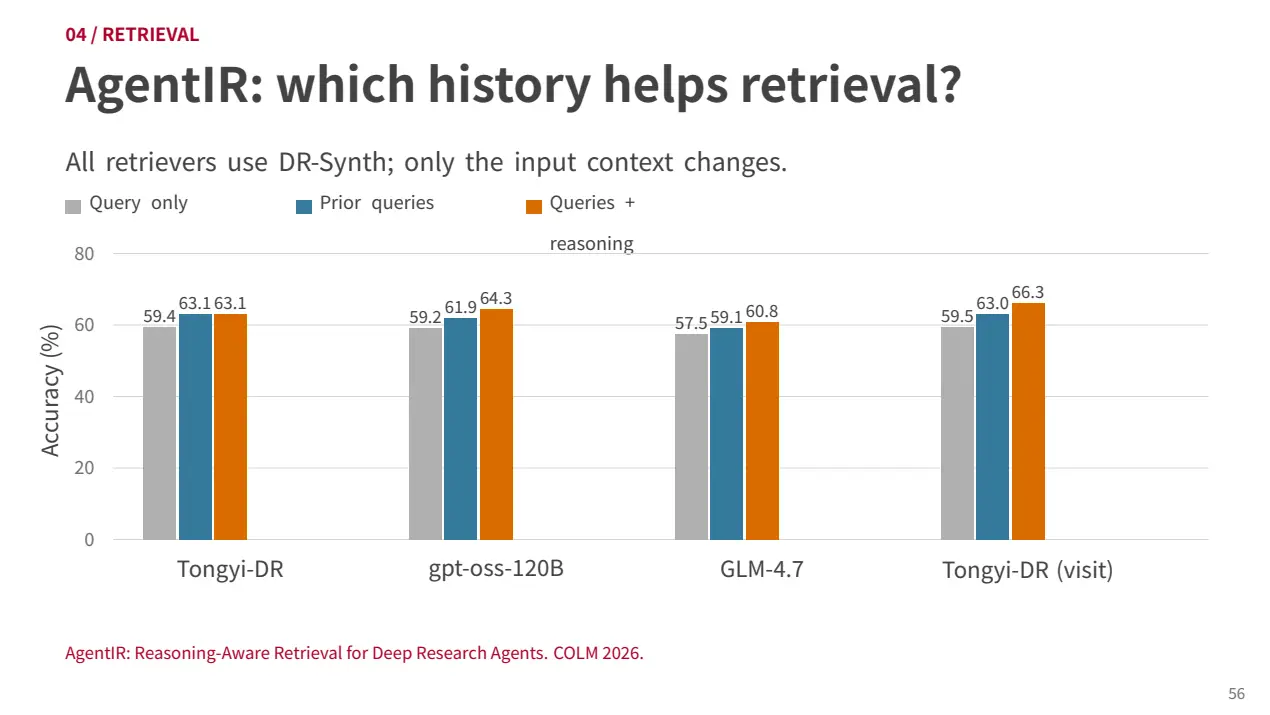 04 / RETRIEVAL
AgentIR: which history helps retrieval?
All retrievers use DR-Synth; only the input context changes.
Query only
Prior queries
Queries +
reasoning
Accuracy (%)
80
60
40
20
0
59.4 63.1 63.1
59.2 61.9 64.3
57.5 59.1 60.8
59.5 63.0 66.3
Tongyi-DR
gpt-oss-120B
GLM-4.7
Tongyi-DR (visit)
AgentIR: Reasoning-Aware Retrieval for Deep Research Agents. COLM 2026.
56